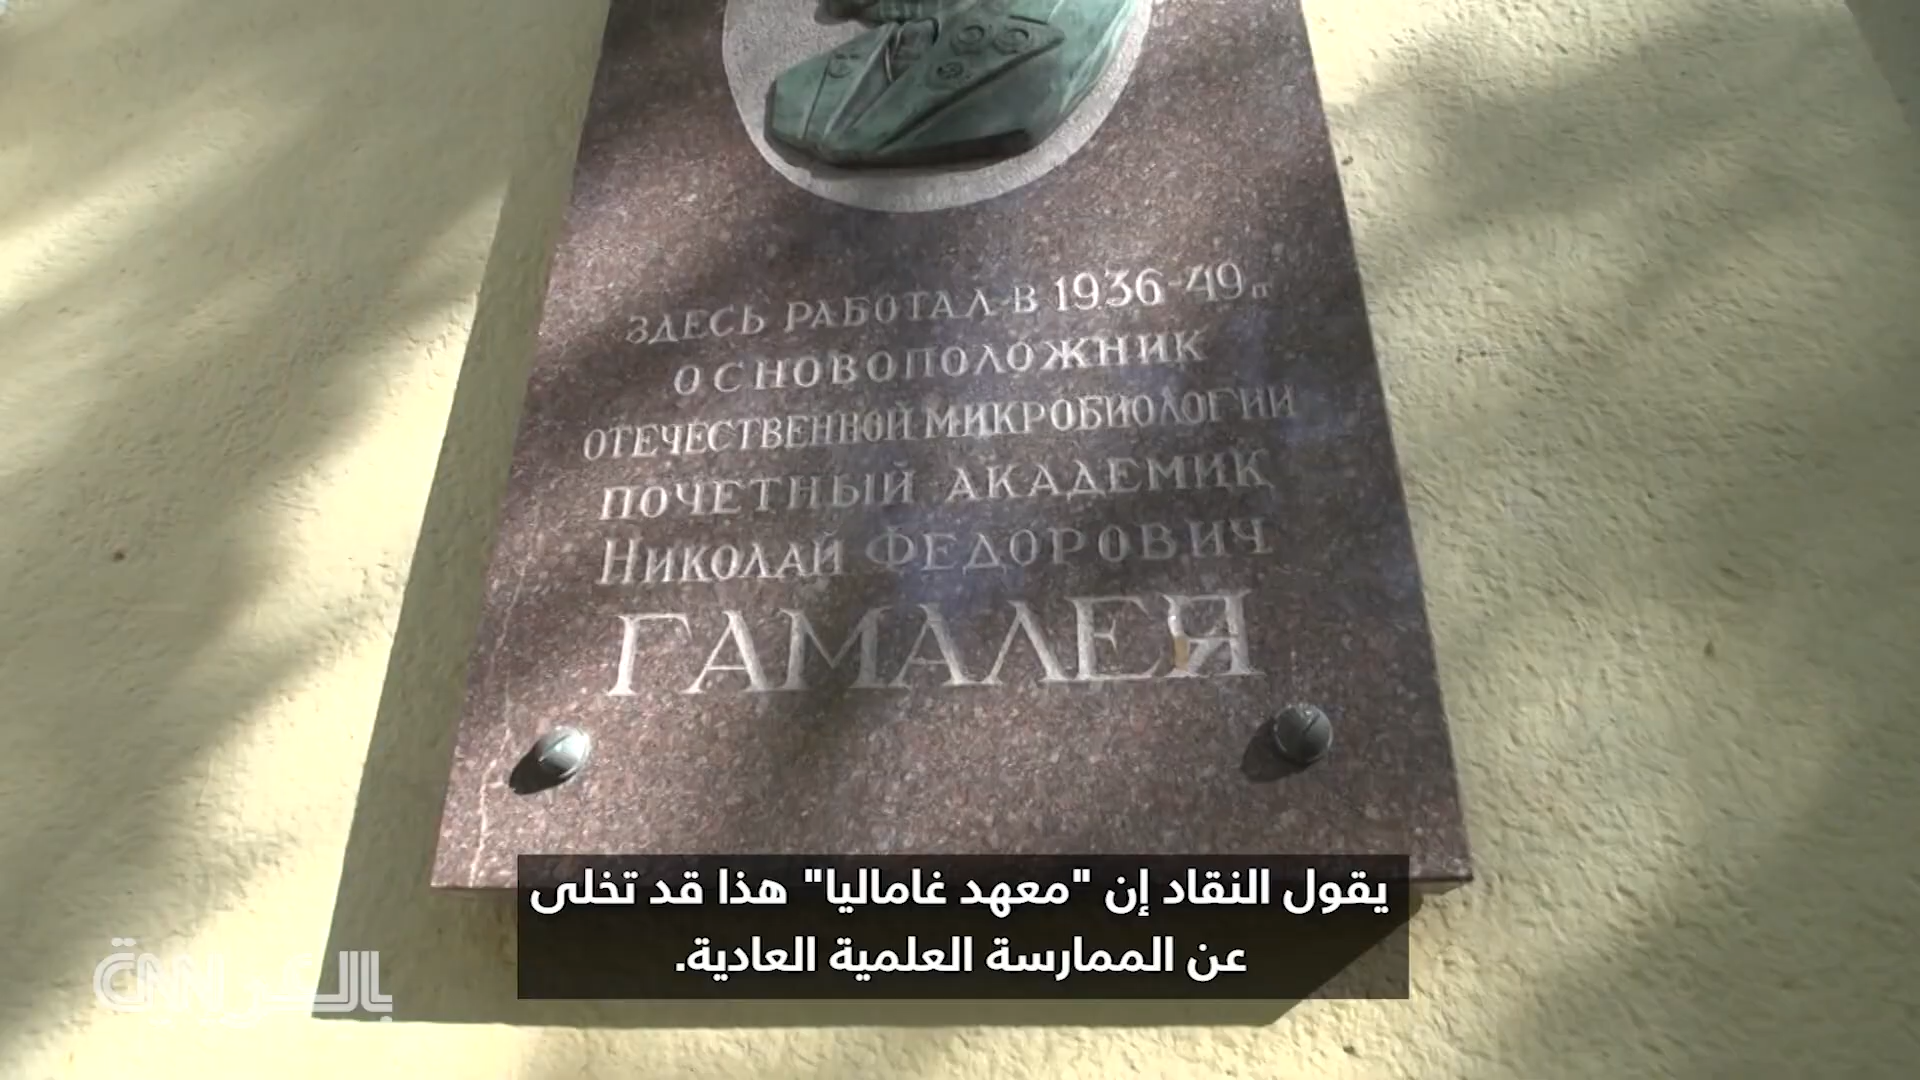 ЗДЕСЬ РАБОТАЛ В 1936-49 гг
ОСНОВОПОЛОЖНИК
ОТЕЧЕСТВЕННОЙ МИКРОБИОЛОГИИ
ПОЧЕТНЫЙ АКАДЕМИК
НИКОЛАЙ ФЕДОРОВИЧ
ГАМАЛЕЯ
يقول النقاد إن "معهد غاماليا" هذا قد تخلى
عن الممارسة العلمية العادية.
CNN بالعربية